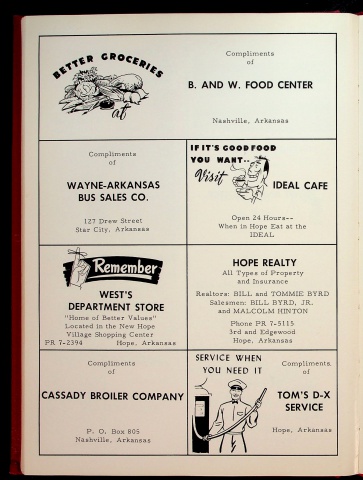 BETTER GROCERIES
at
Compliments
of
B. AND W. FOOD CENTER
Nashville, Arkansas
Compliments
of
WAYNE-ARKANSAS
BUS SALES CO.
127 Drew Street
Star City, Arkansas
IF IT'S GOOD FOOD
YOU WANT--
Visit
IDEAL CAFE
Open 24 Hours--
When in Hope Eat at the
IDEAL
Remember
WEST'S
DEPARTMENT STORE
"Home of Better Values"
Located in the New Hope
Village Shopping Center
PR 7-2394 Hope, Arkansas
HOPE REALTY
All Types of Property
and Insurance
Realtors: BILL and TOMMIE BYRD
Salesmen: BILL BYRD, JR.
and MALCOLM HINTON
Phone PR 7-5115
3rd and Edgewood
Hope, Arkansas
Compliments
of
CASSADY BROILER COMPANY
P. O. Box 805
Nashville, Arkansas
SERVICE WHEN
YOU NEED IT
Compliments
of
TOM'S D-X
SERVICE
Hope, Arkansas